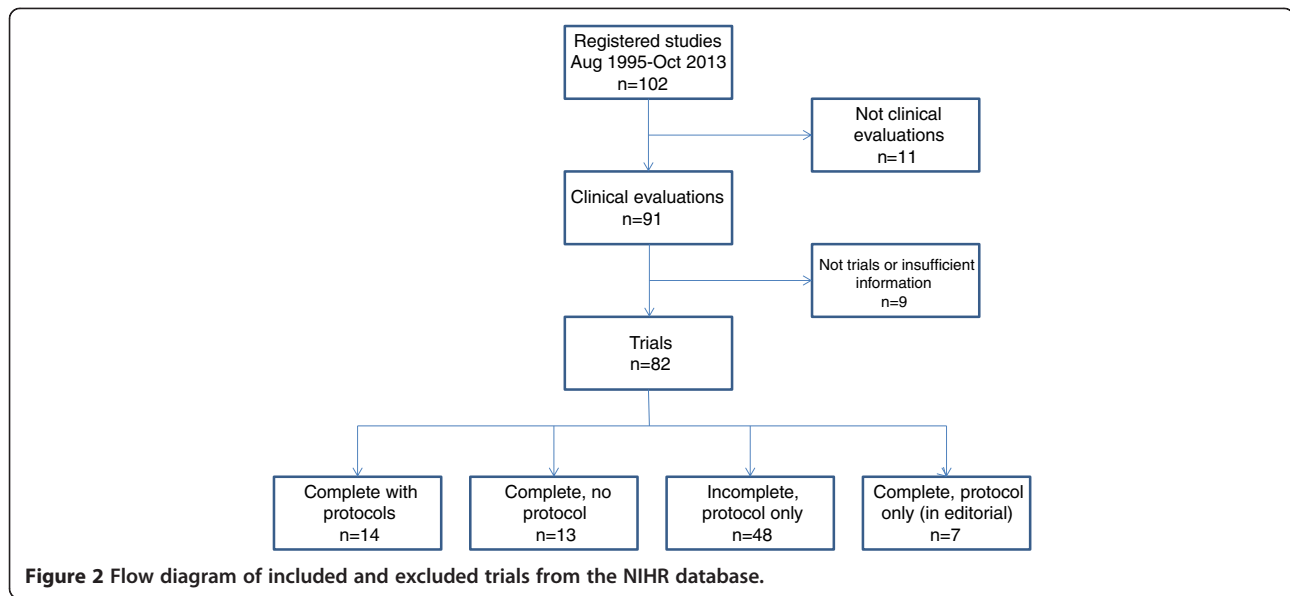 Registered studies
Aug 1995-Oct 2013
n=102
Not clinical
evaluations
n=11
Clinical evaluations
n=91
Not trials or insufficient
information
n=9
Trials
n=82
Complete with
protocols
n=14
Complete, no
protocol
n=13
Incomplete,
protocol only
n=48
Complete, protocol
only (in editorial)
n=7
Figure 2 Flow diagram of included and excluded trials from the NIHR database.